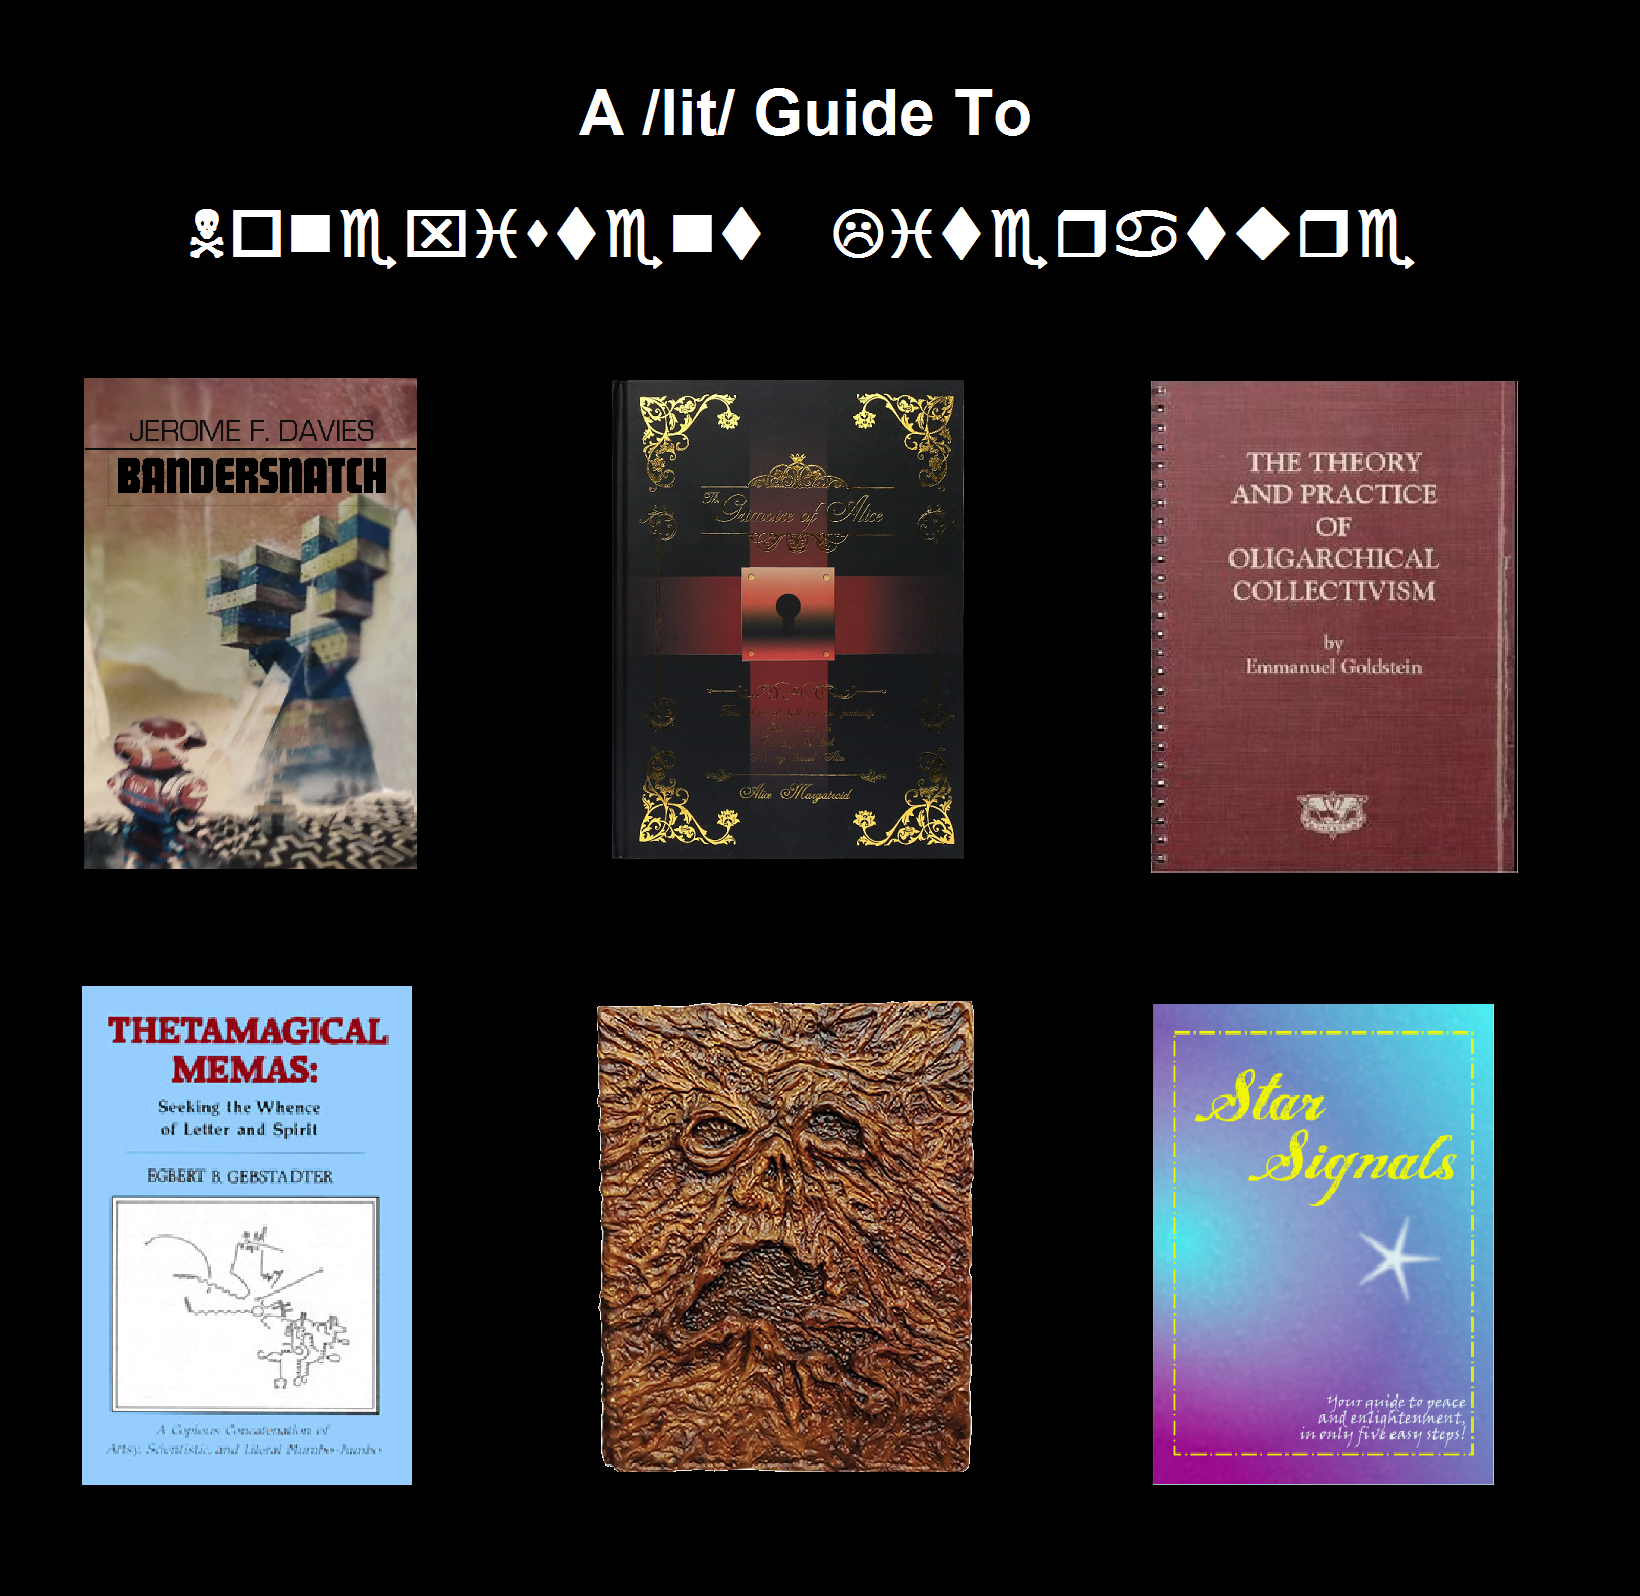 A /lit/ Guide To
☠□■♏⌧♓⬧⧫♏■⧫ ☹♓⧫♏❒♋⧫◆❒♏
JEROME F. DAVIES
BANDERSNATCH
The
Grimoire of Alice
Alice Margatroid
THE THEORY
AND PRACTICE
OF
OLIGARCHICAL
COLLECTIVISM
by
Emmanuel Goldstein
THETAMAGICAL
MEMAS:
Seeking the Whence
of Letter and Spirit
EGBERT B. GEBSTADTER
A Copious Concatenation of
Artsy, Scientistic, and Literal Mumbo-Jumbo
Star
Signals
Your guide to peace
and enlightenment,
in only five easy steps!